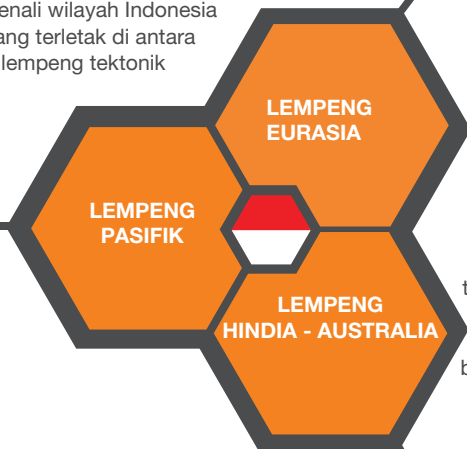 enali wilayah Indonesia
ang terletak di antara
lempeng tektonik
LEMPENG
EURASIA
LEMPENG
PASIFIK
LEMPENG
HINDIA - AUSTRALIA
t
b